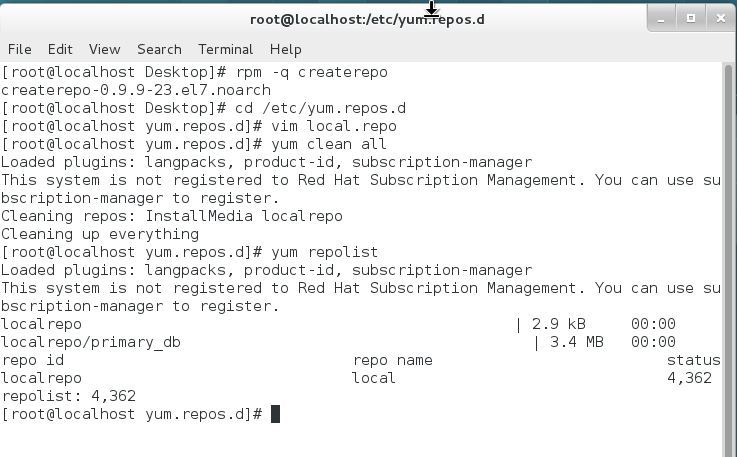 root@localhost:/etc/yum.repos.d
File Edit View Search Terminal Help
[root@localhost Desktop]# rpm -q createrepo
createrepo-0.9.9-23.el7.noarch
[root@localhost Desktop]# cd /etc/yum.repos.d
[root@localhost yum.repos.d]# vim local.repo
[root@localhost yum.repos.d]# yum clean all
Loaded plugins: langpacks, product-id, subscription-manager
This system is not registered to Red Hat Subscription Management. You can use su
bscription-manager to register.
Cleaning repos: InstallMedia localrepo
Cleaning up everything
[root@localhost yum.repos.d]# yum repolist
Loaded plugins: langpacks, product-id, subscription-manager
This system is not registered to Red Hat Subscription Management. You can use su
bscription-manager to register.
localrepo | 2.9 kB 00:00
localrepo/primary_db | 3.4 MB 00:00
repo id repo name status
localrepo local 4,362
repolist: 4,362
[root@localhost yum.repos.d]#